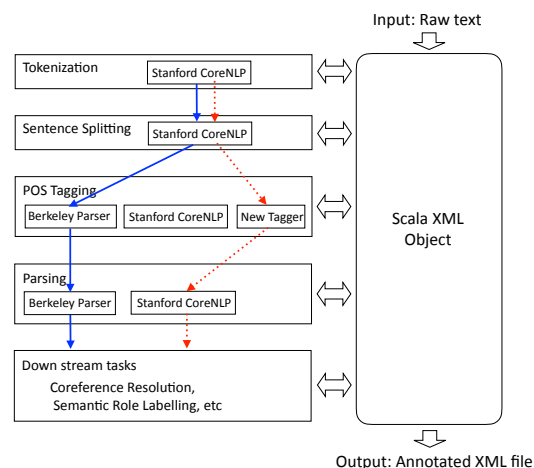 Input: Raw text
Tokenization
Stanford CoreNLP
Sentence Splitting
Stanford CoreNLP
POS Tagging
Berkeley Parser
Stanford CoreNLP
New Tagger
Scala XML
Object
Parsing
Berkeley Parser
Stanford CoreNLP
Down stream tasks
Coreference Resolution,
Semantic Role Labelling, etc
Output: Annotated XML file